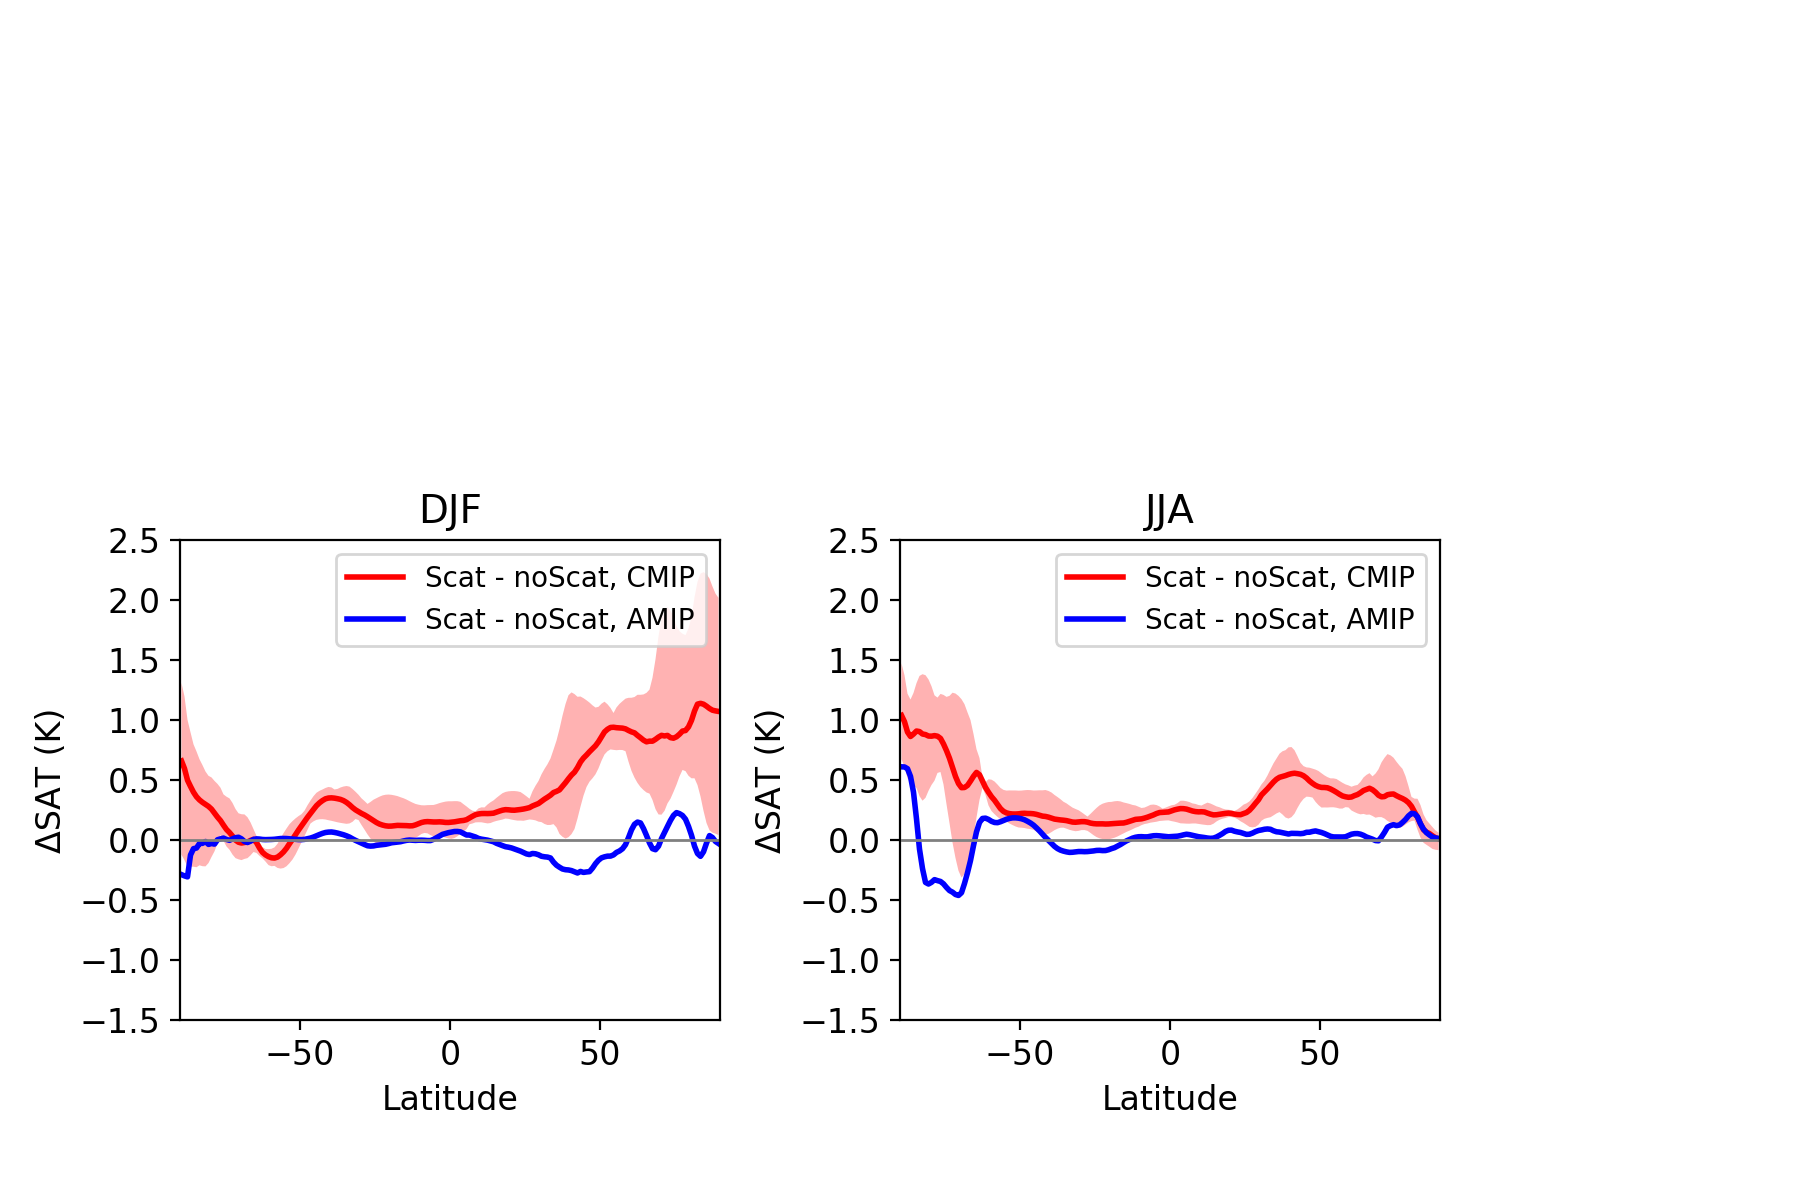 DJF
2.5
2.0
1.5
1.0
0.5
0.0
−0.5
−1.0
−1.5
ΔSAT (K)
Scat - noScat, CMIP
Scat - noScat, AMIP
−50 0 50
Latitude
JJA
2.5
2.0
1.5
1.0
0.5
0.0
−0.5
−1.0
−1.5
ΔSAT (K)
Scat - noScat, CMIP
Scat - noScat, AMIP
−50 0 50
Latitude